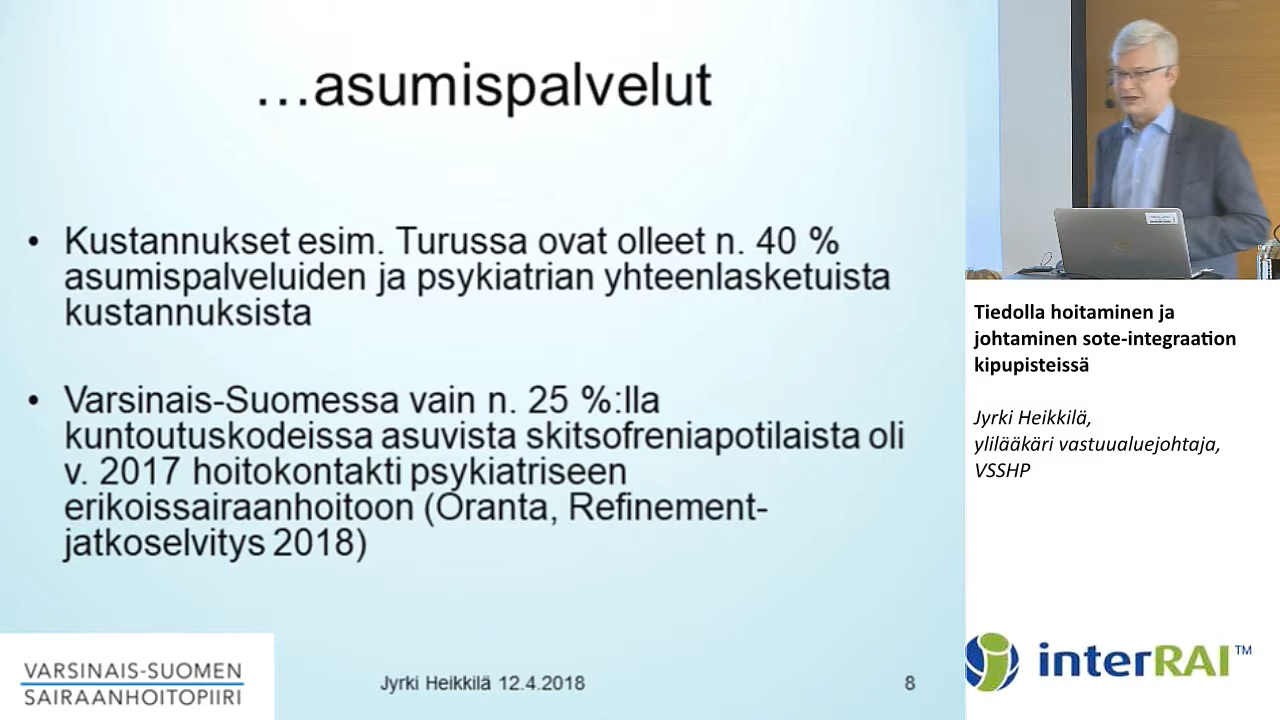 …asumispalvelut
• Kustannukset esim. Turussa ovat olleet n. 40 %
asumispalveluiden ja psykiatrian yhteenlasketuista
kustannuksista
• Varsinais-Suomessa vain n. 25 %:lla
kuntoutuskodeissa asuvista skitsofreniapotilaista oli
v. 2017 hoitokontakti psykiatriseen
erikoissairaanhoitoon (Oranta, Refinement-
jatkoselvitys 2018)
VARSINAIS-SUOMEN
SAIRAANHOITOPIIRI
Jyrki Heikkilä 12.4.2018
8
Tiedolla hoitaminen ja
johtaminen sote-integraation
kipupisteissä
Jyrki Heikkilä,
ylilääkäri vastuualuejohtaja,
VSSHP
interRAI™